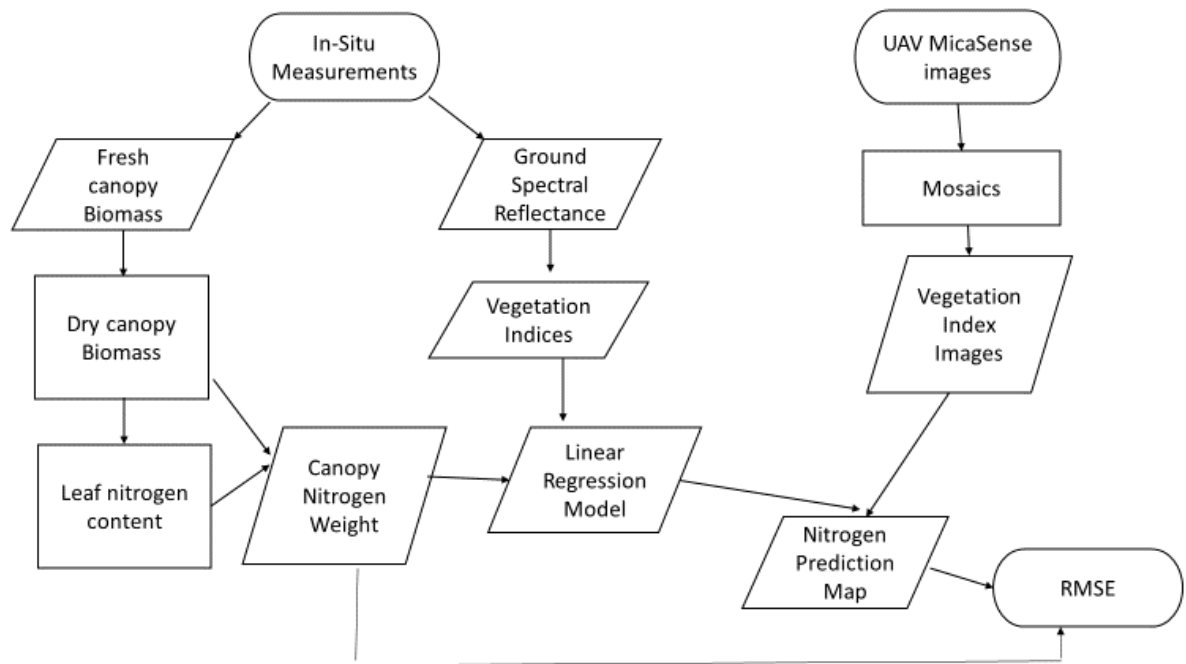 In-Situ
Measurements
UAV MicaSense
images
Fresh
canopy
Biomass
Ground
Spectral
Reflectance
Mosaics
Dry canopy
Biomass
Vegetation
Indices
Vegetation
Index
Images
Leaf nitrogen
content
Canopy
Nitrogen
Weight
Linear
Regression
Model
Nitrogen
Prediction
Map
RMSE